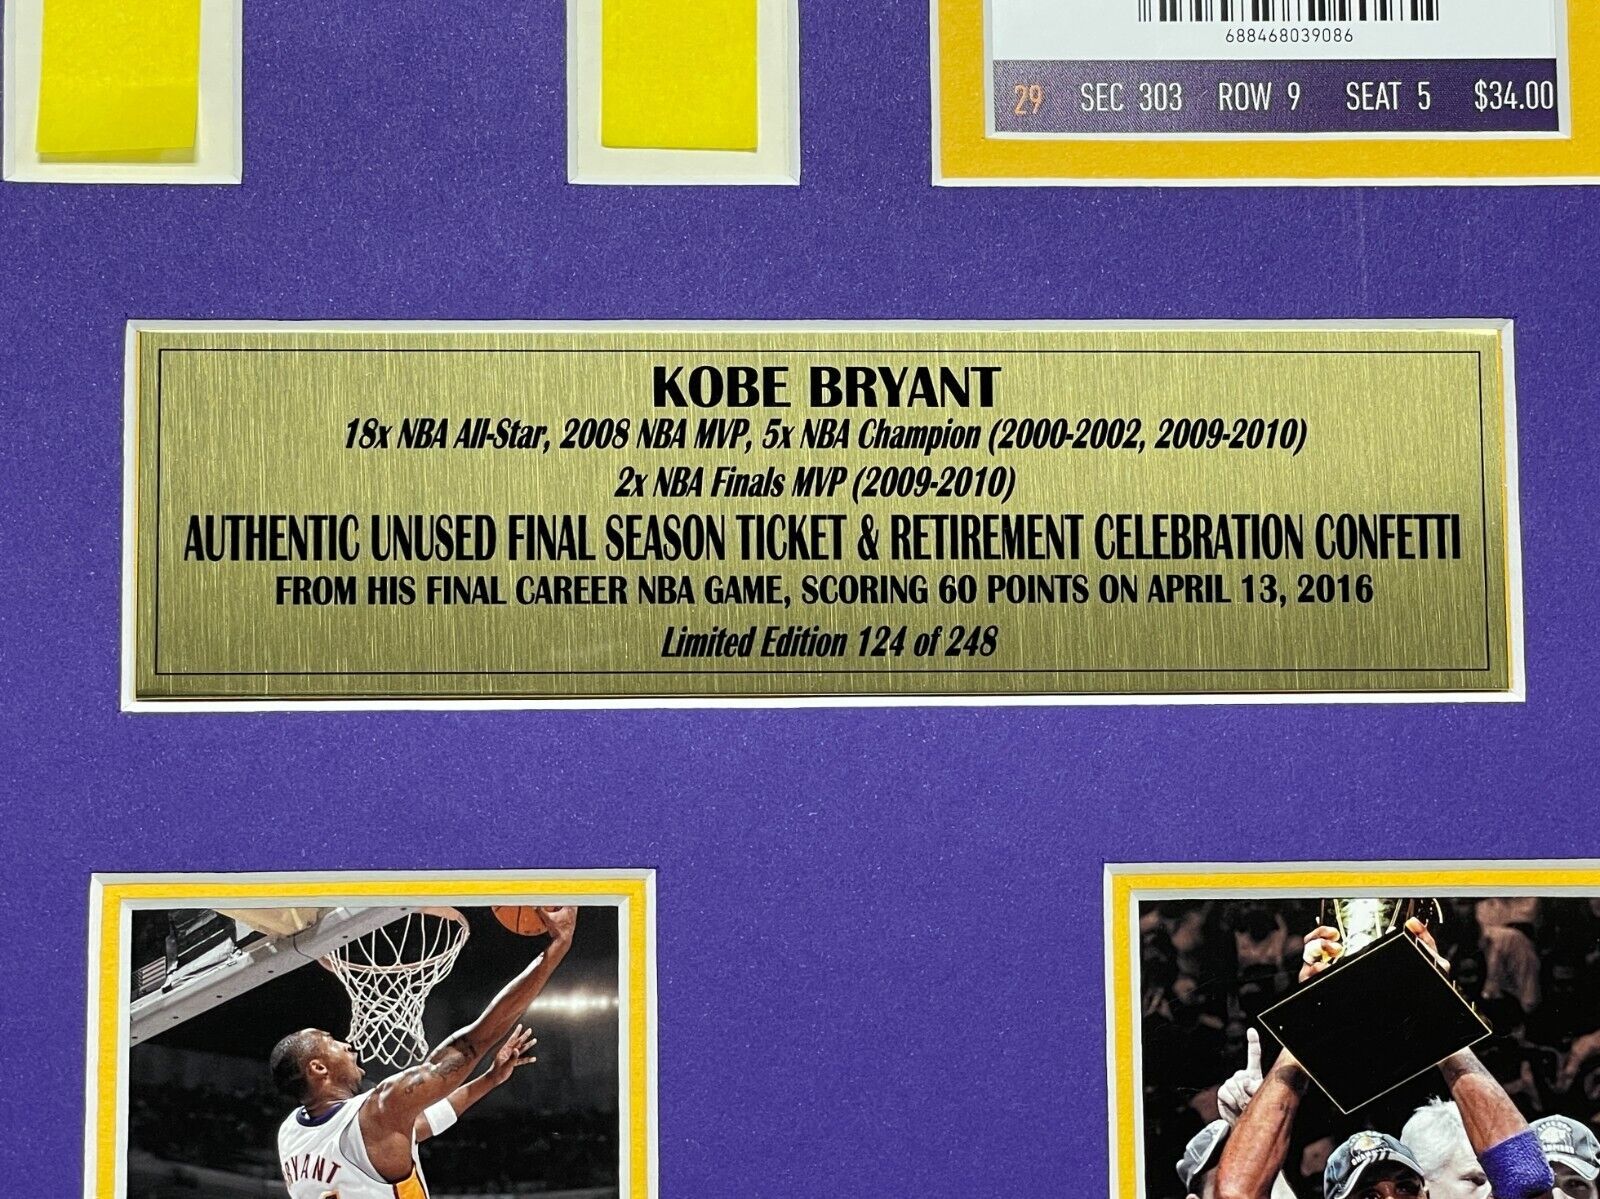 688468039086
29 SEC 303 ROW 9 SEAT 5 $34.00
KOBE BRYANT
18x NBA All-Star, 2008 NBA MVP, 5x NBA Champion (2000-2002, 2009-2010)
2x NBA Finals MVP (2009-2010)
AUTHENTIC UNUSED FINAL SEASON TICKET & RETIREMENT CELEBRATION CONFETTI
FROM HIS FINAL CAREER NBA GAME, SCORING 60 POINTS ON APRIL 13, 2016
Limited Edition 124 of 248
RYANT